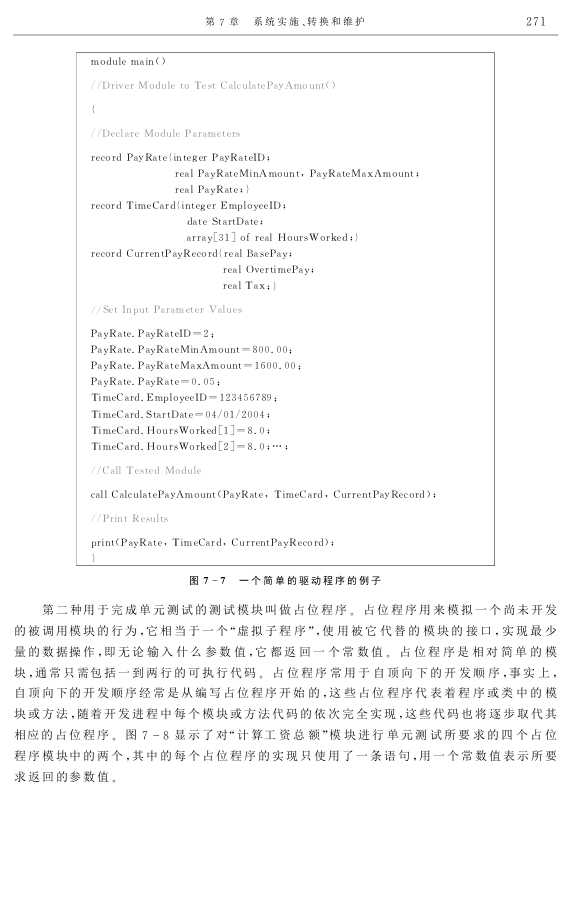 第 7 章　系统实施、转换和维护　271
module main()
//Driver Module to Test CalculatePayAmount()
{
//Declare Module Parameters
record PayRate{integer PayRateID;
real PayRateMinAmount, PayRateMaxAmount;
real PayRate;}
record TimeCard{integer EmployeeID;
date StartDate;
array[31] of real HoursWorked;}
record CurrentPayRecord{real BasePay;
real OvertimePay;
real Tax;}
//Set Input Parameter Values
PayRate.PayRateID=2;
PayRate.PayRateMinAmount=800.00;
PayRate.PayRateMaxAmount=1600.00;
PayRate.PayRate=0.05;
TimeCard.EmployeeID=123456789;
TimeCard.StartDate=04/01/2004;
TimeCard.HoursWorked[1]=8.0;
TimeCard.HoursWorked[2]=8.0;…;
//Call Tested Module
call CalculatePayAmount(PayRate, TimeCard, CurrentPayRecord);
//Print Results
print(PayRate, TimeCard, CurrentPayRecord);
}
图 7-7　一个简单的驱动程序的例子
第二种用于完成单元测试的测试模块叫做占位程序。占位程序用来模拟一个尚未开发
的被调用模块的行为,它相当于一个“虚拟子程序”,使用被它代替的模块的接口,实现最少
量的数据操作,即无论输入什么参数值,它都返回一个常数值。占位程序是相对简单的模
块,通常只需包括一到两行的可执行代码。占位程序常用于自顶向下的开发顺序,事实上,
自顶向下的开发顺序经常是从编写占位程序开始的,这些占位程序代表着程序或类中的模
块或方法,随着开发进程中每个模块或方法代码的依次完全实现,这些代码也将逐步取代其
相应的占位程序。图 7-8 显示了对“计算工资总额”模块进行单元测试所要求的四个占位
程序模块中的两个,其中的每个占位程序的实现只使用了一条语句,用一个常数值表示所要
求返回的参数值。